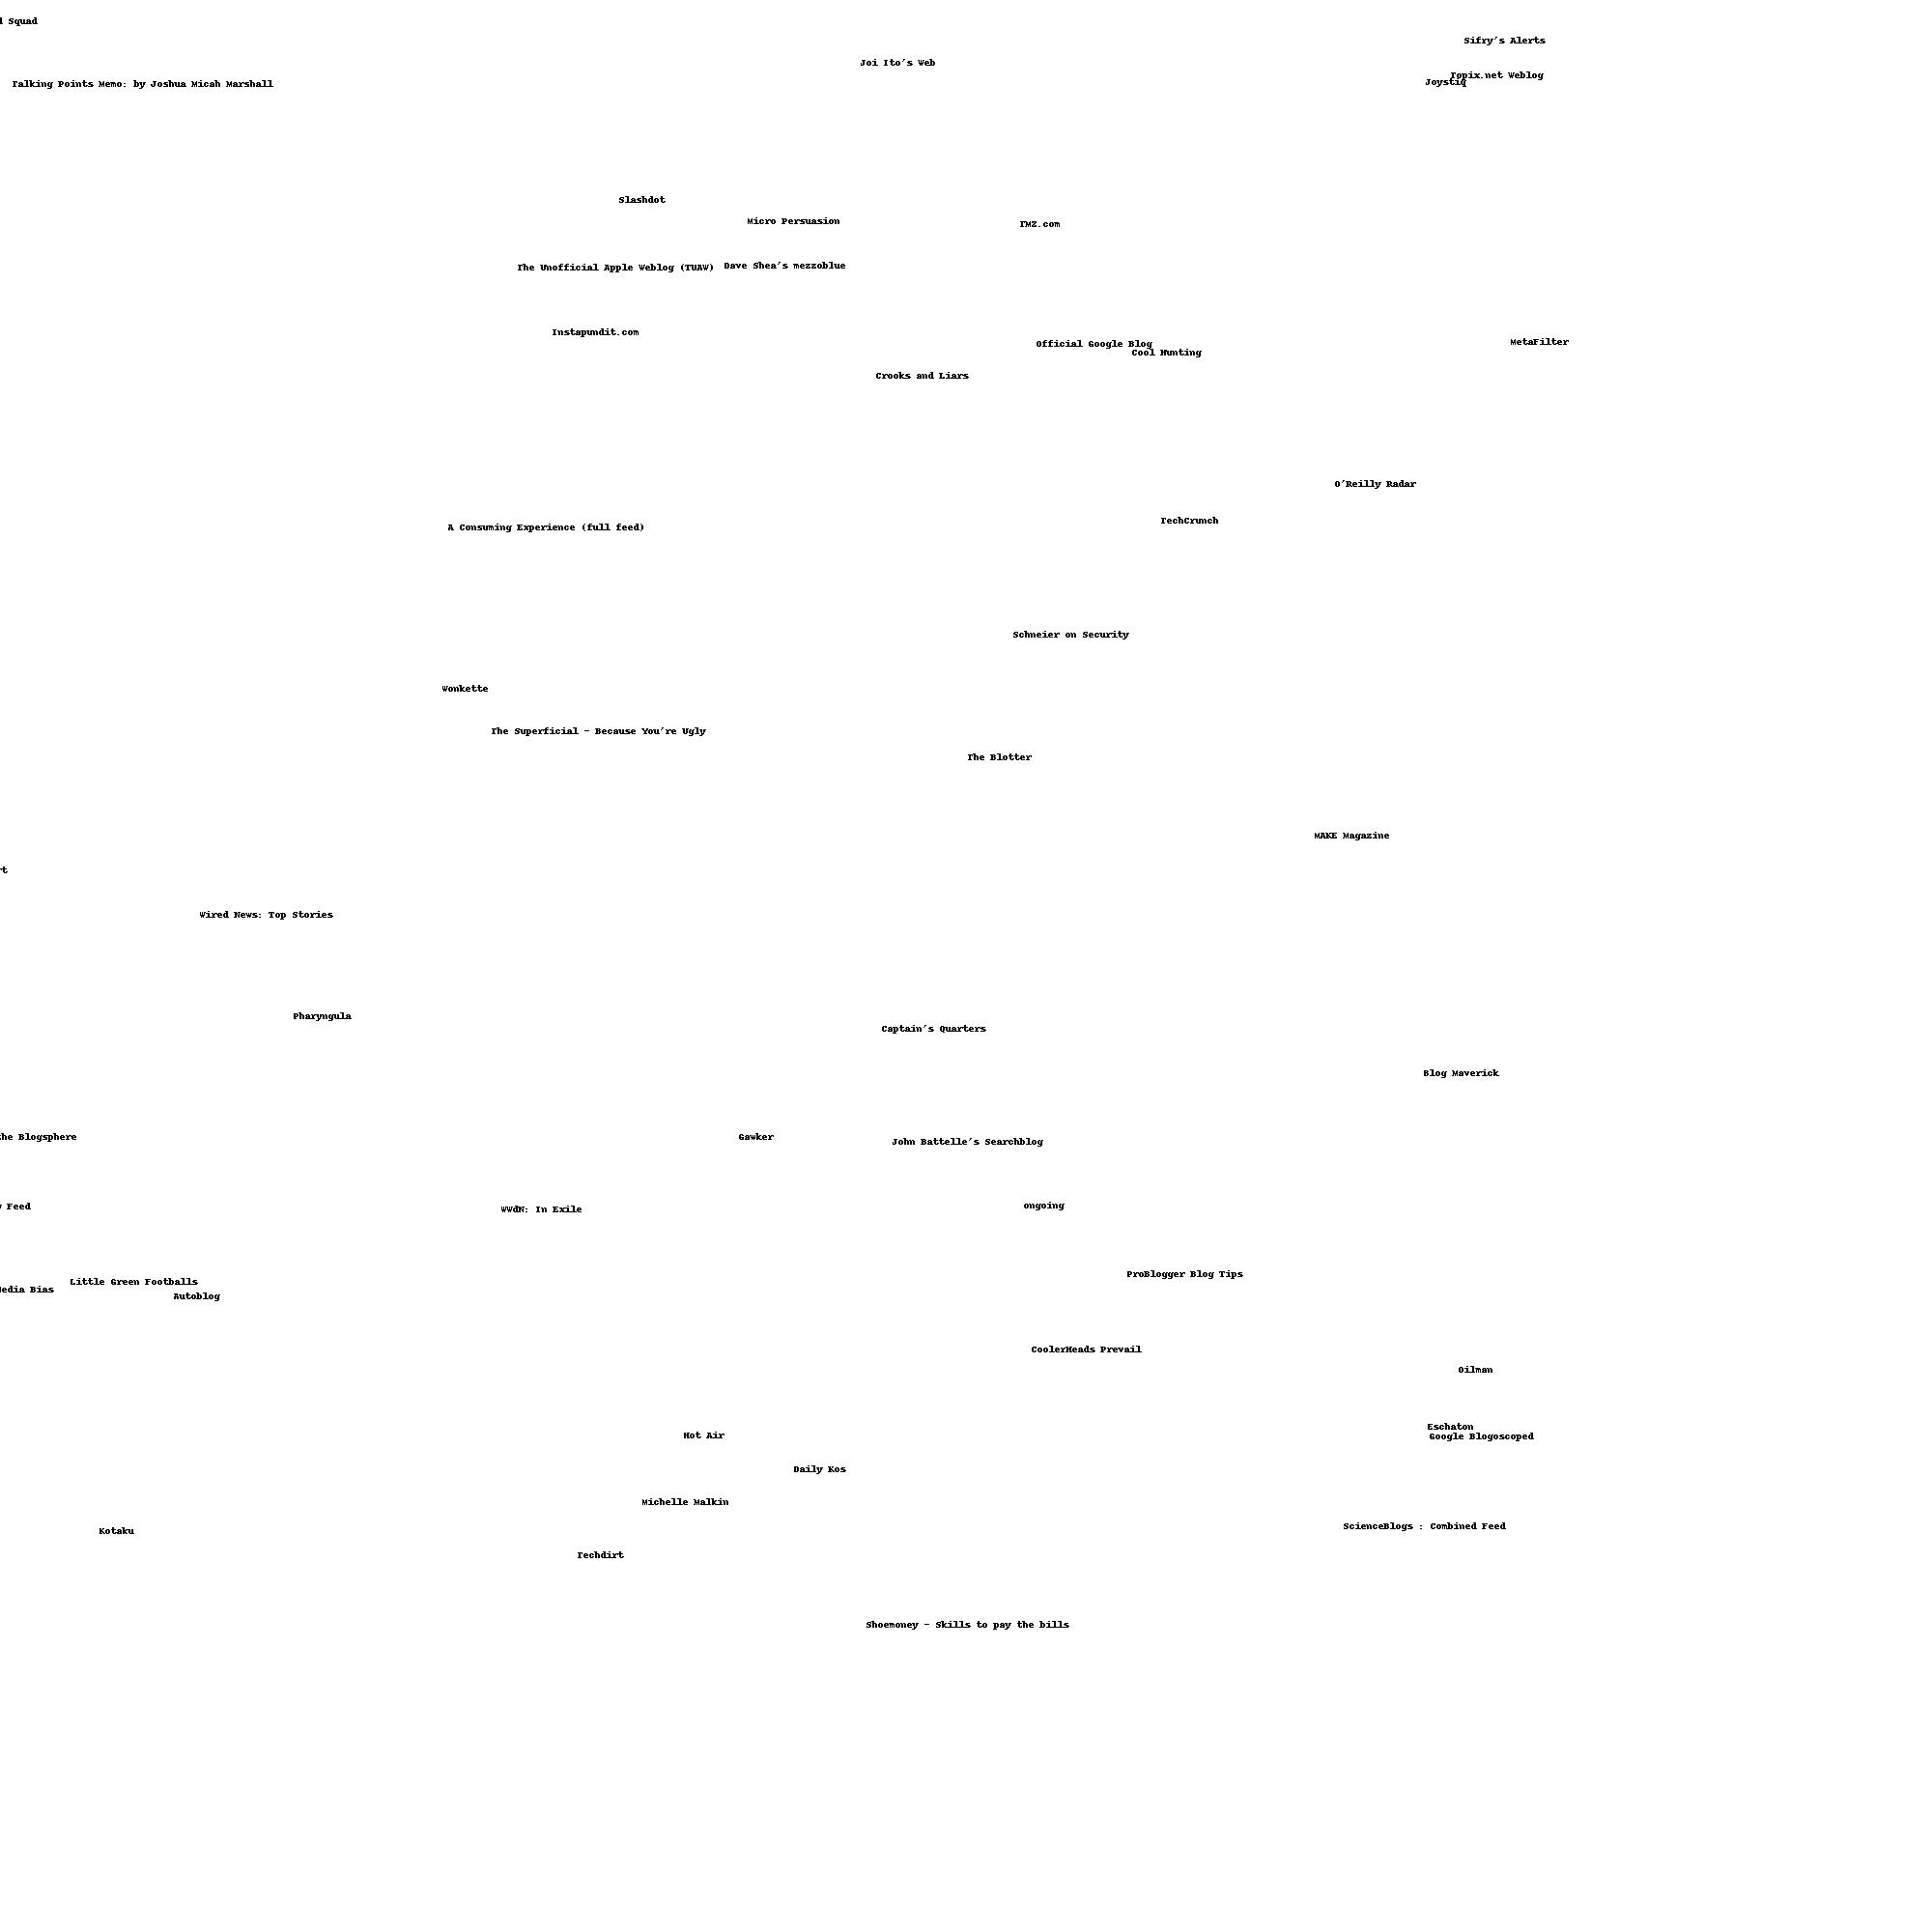 Squad
Sifry's Alerts
Joi Ito's Web
Topix.net Weblog
Joystiq
Talking Points Memo: by Joshua Micah Marshall
Slashdot
Micro Persuasion
TMZ.com
The Unofficial Apple Weblog (TUAW)
Dave Shea's mezzoblue
Instapundit.com
MetaFilter
Official Google Blog
Cool Hunting
Crooks and Liars
O'Reilly Radar
TechCrunch
A Consuming Experience (full feed)
Schneier on Security
Wonkette
The Superficial - Because You're Ugly
The Blotter
MAKE Magazine
Wired News: Top Stories
Pharyngula
Captain's Quarters
Blog Maverick
the Blogsphere
Gawker
John Battelle's Searchblog
Feed
WWdN: In Exile
ongoing
ProBlogger Blog Tips
Little Green Footballs
Media Bias
Autoblog
CoolerHeads Prevail
Oilman
Eschaton
Hot Air
Google Blogoscoped
Daily Kos
Michelle Malkin
ScienceBlogs : Combined Feed
Kotaku
Techdirt
Shoemoney - Skills to pay the bills